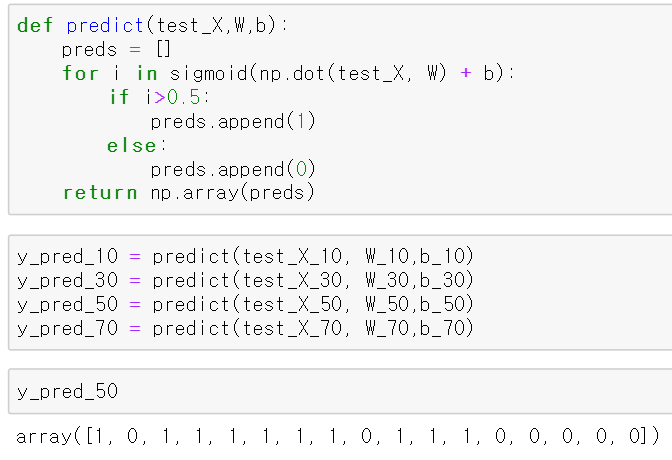 def predict(test_X,W,b):
    preds = []
    for i in sigmoid(np.dot(test_X, W) + b):
        if i>0.5:
            preds.append(1)
        else:
            preds.append(0)
    return np.array(preds)
y_pred_10 = predict(test_X_10, W_10,b_10)
y_pred_30 = predict(test_X_30, W_30,b_30)
y_pred_50 = predict(test_X_50, W_50,b_50)
y_pred_70 = predict(test_X_70, W_70,b_70)
y_pred_50
array([1, 0, 1, 1, 1, 1, 1, 1, 0, 1, 1, 1, 0, 0, 0, 0, 0])